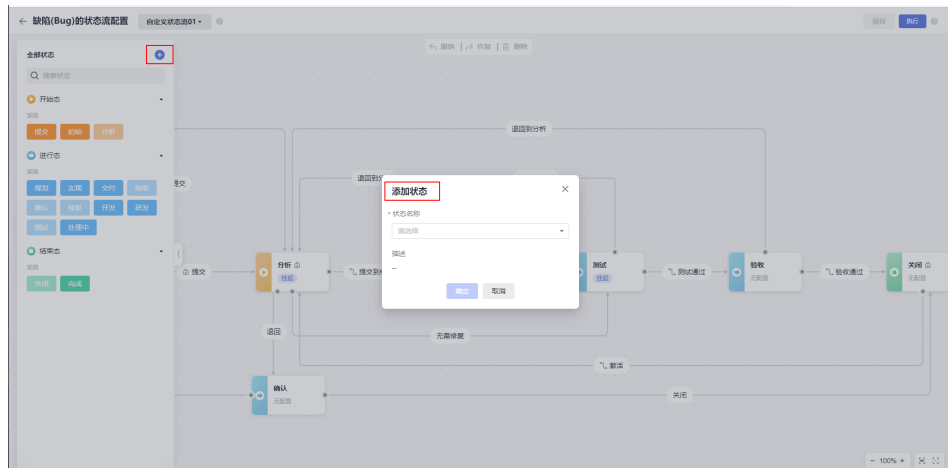 缺陷(Bug)的状态流配置
自定义状态流01
保存
执行
撤销
恢复
删除
全部状态
搜索状态
开始态
系统
提交
初始
分析
进行态
系统
规划
实现
交付
验收
确认
修复
开发
研发
测试
处理中
结束态
系统
关闭
完成
提交
退回到分析
退回到分
添加状态
* 状态名称
请选择
描述
--
确定
取消
提交
分析
挂起
提交到
测试
挂起
测试通过
验收
无配置
验收通过
关闭
无配置
退回
无需修复
激活
确认
无配置
关闭
- 100% +